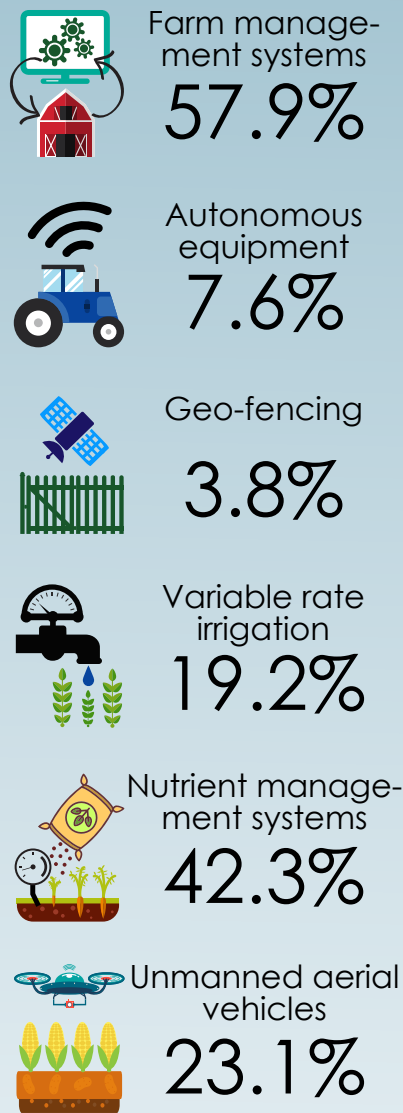 Farm manage-
ment systems
57.9%
Autonomous
equipment
7.6%
Geo-fencing
3.8%
Variable rate
irrigation
19.2%
Nutrient manage-
ment systems
42.3%
Unmanned aerial
vehicles
23.1%